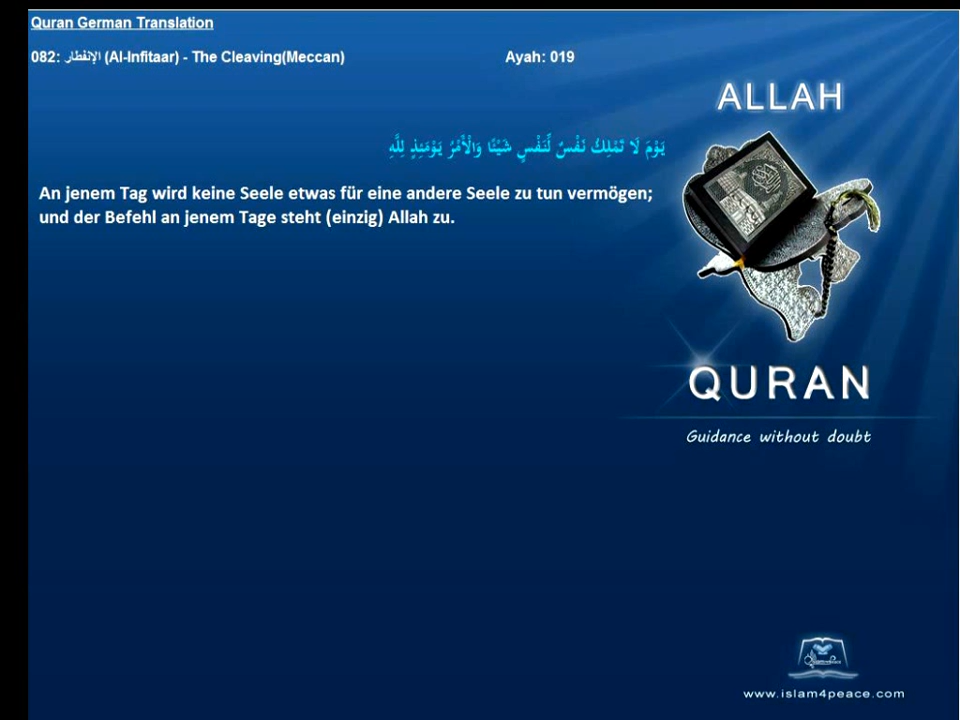 Quran German Translation
082: الإنفطار (Al-Infitaar) - The Cleaving(Meccan)
Ayah: 019
ALLAH
يَوْمَ لَا تَمْلِكُ نَفْسٌ لِّنَفْسٍ شَيْئًا وَالْأَمْرُ يَوْمَئِذٍ لِلَّهِ
An jenem Tag wird keine Seele etwas für eine andere Seele zu tun vermögen;
und der Befehl an jenem Tage steht (einzig) Allah zu.
QURAN
Guidance without doubt
www.islam4peace.com